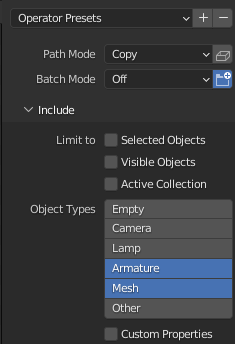 Operator Presets
Path Mode Copy
Batch Mode Off
Include
Limit to Selected Objects
Visible Objects
Active Collection
Object Types Empty
Camera
Lamp
Armature
Mesh
Other
Custom Properties